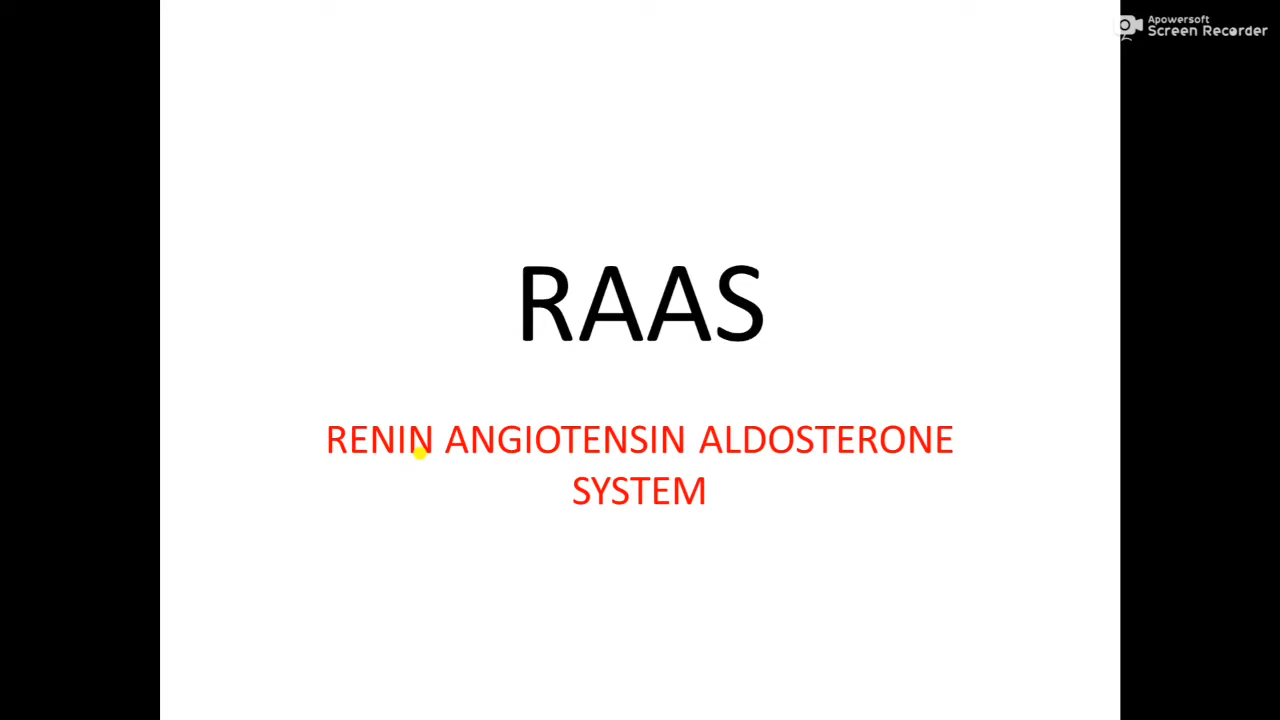 Apowersoft
Screen Recorder
RAAS
RENIN ANGIOTENSIN ALDOSTERONE
SYSTEM